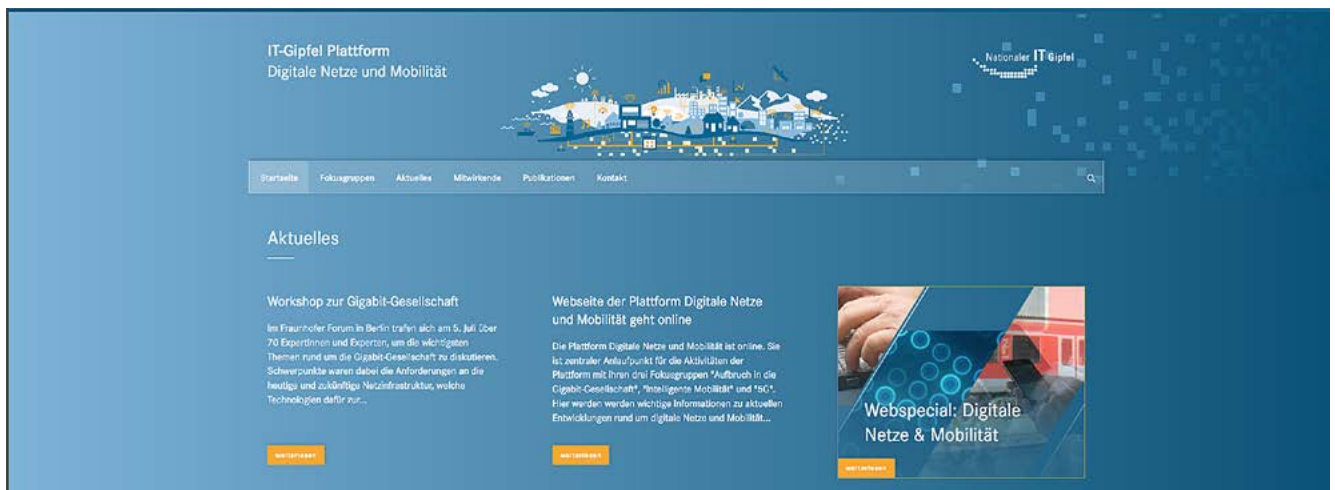 IT-Gipfel Plattform
Digitale Netze und Mobilität
Nationaler IT Gipfel
Startseite Fokusgruppen Aktuelles Mitwirkende Publikationen Kontakt
Aktuelles
Workshop zur Gigabit-Gesellschaft
Im Fraunhofer Forum in Berlin trafen sich am 5. Juli über
70 Expertinnen und Experten, um die wichtigsten
Themen rund um die Gigabit-Gesellschaft zu diskutieren.
Schwerpunkte waren dabei die Anforderungen an die
heutige und zukünftige Netzinfrastruktur, welche
Technologien dafür zur...
weiterlesen
Webseite der Plattform Digitale Netze
und Mobilität geht online
Die Plattform Digitale Netze und Mobilität ist online. Sie
ist zentraler Anlaufpunkt für die Aktivitäten der
Plattform mit ihren drei Fokusgruppen "Aufbruch in die
Gigabit-Gesellschaft", "Intelligente Mobilität" und "5G".
Hier werden werden wichtige Informationen zu aktuellen
Entwicklungen rund um digitale Netze und Mobilität...
weiterlesen
Webspecial: Digitale
Netze & Mobilität
weiterlesen